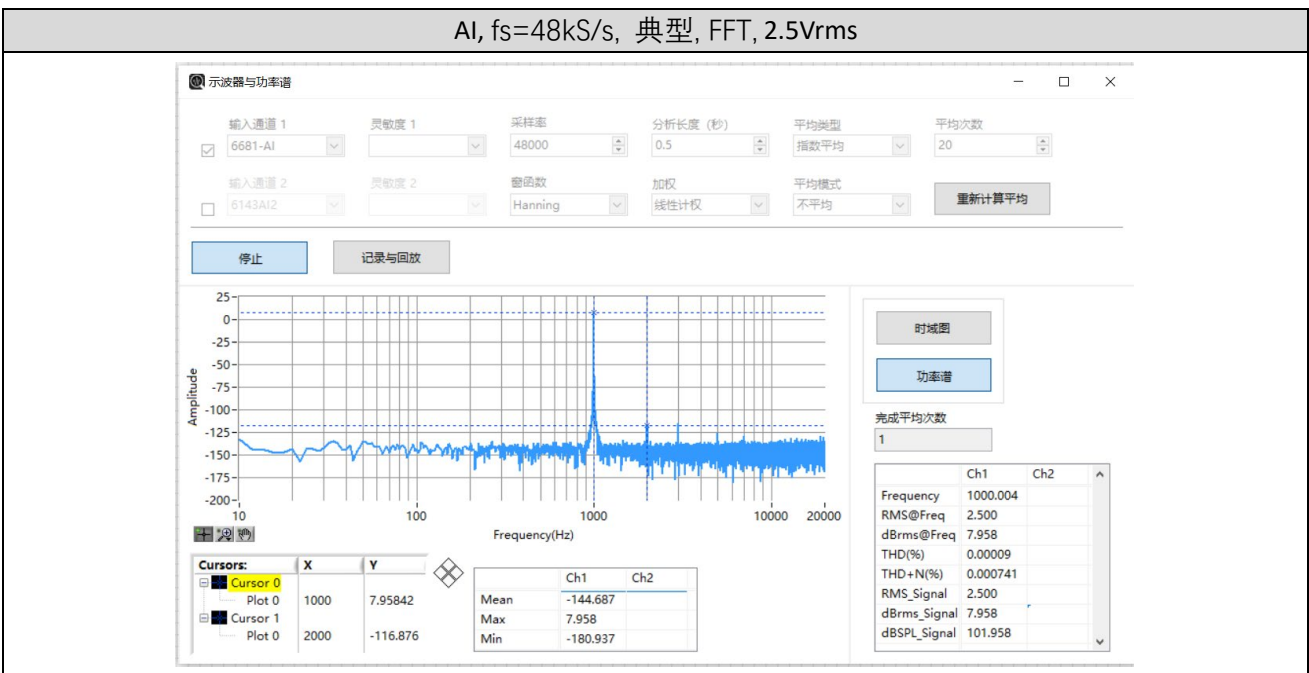 AI, fs=48kS/s, 典型, FFT, 2.5Vrms
示波器与功率谱
输入通道 1 灵敏度 1 采样率 分析长度 (秒) 平均类型 平均次数
6681-AI 48000 0.5 指数平均 20
输入通道 2 灵敏度 2 窗函数 加权 平均模式
6143AI2 Hanning 线性计权 不平均 重新计算平均
停止 记录与回放
25
0
-25
-50
-75
-100
-125
-150
-175
-200
Amplitude
10 100 1000 10000 20000
Frequency(Hz)
时域图
功率谱
完成平均次数
1
Ch1 Ch2
Frequency 1000.004
RMS@Freq 2.500
dBrms@Freq 7.958
THD(%) 0.00009
THD+N(%) 0.000741
RMS_Signal 2.500
dBrms_Signal 7.958
dBSPL_Signal 101.958
Cursors: X Y
Cursor 0
Plot 0 1000 7.95842
Cursor 1
Plot 0 2000 -116.876
Ch1 Ch2
Mean -144.687
Max 7.958
Min -180.937